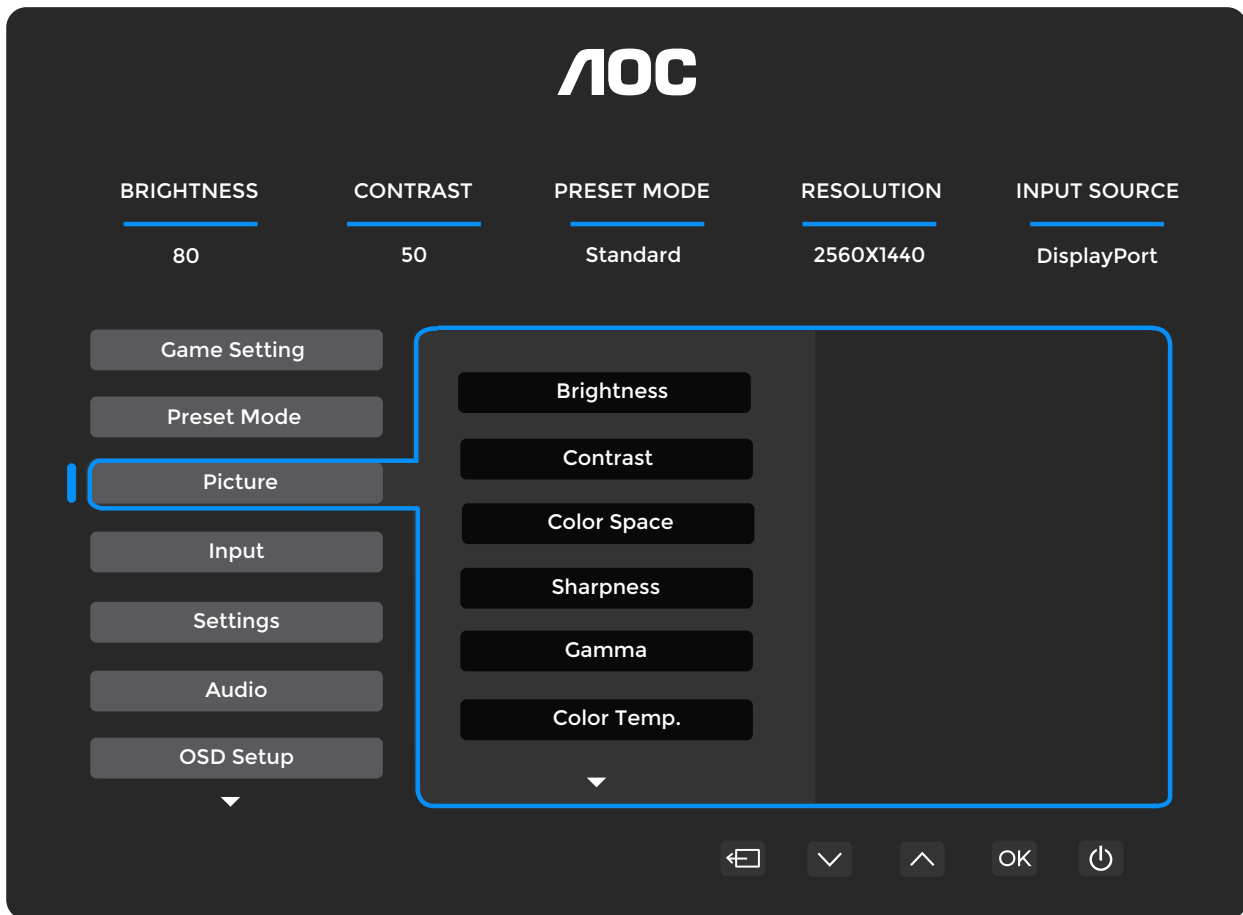 AOC
BRIGHTNESS CONTRAST PRESET MODE RESOLUTION INPUT SOURCE
80 50 Standard 2560X1440 DisplayPort
Game Setting
Preset Mode
Picture
Input
Settings
Audio
OSD Setup
Brightness
Contrast
Color Space
Sharpness
Gamma
Color Temp.
OK